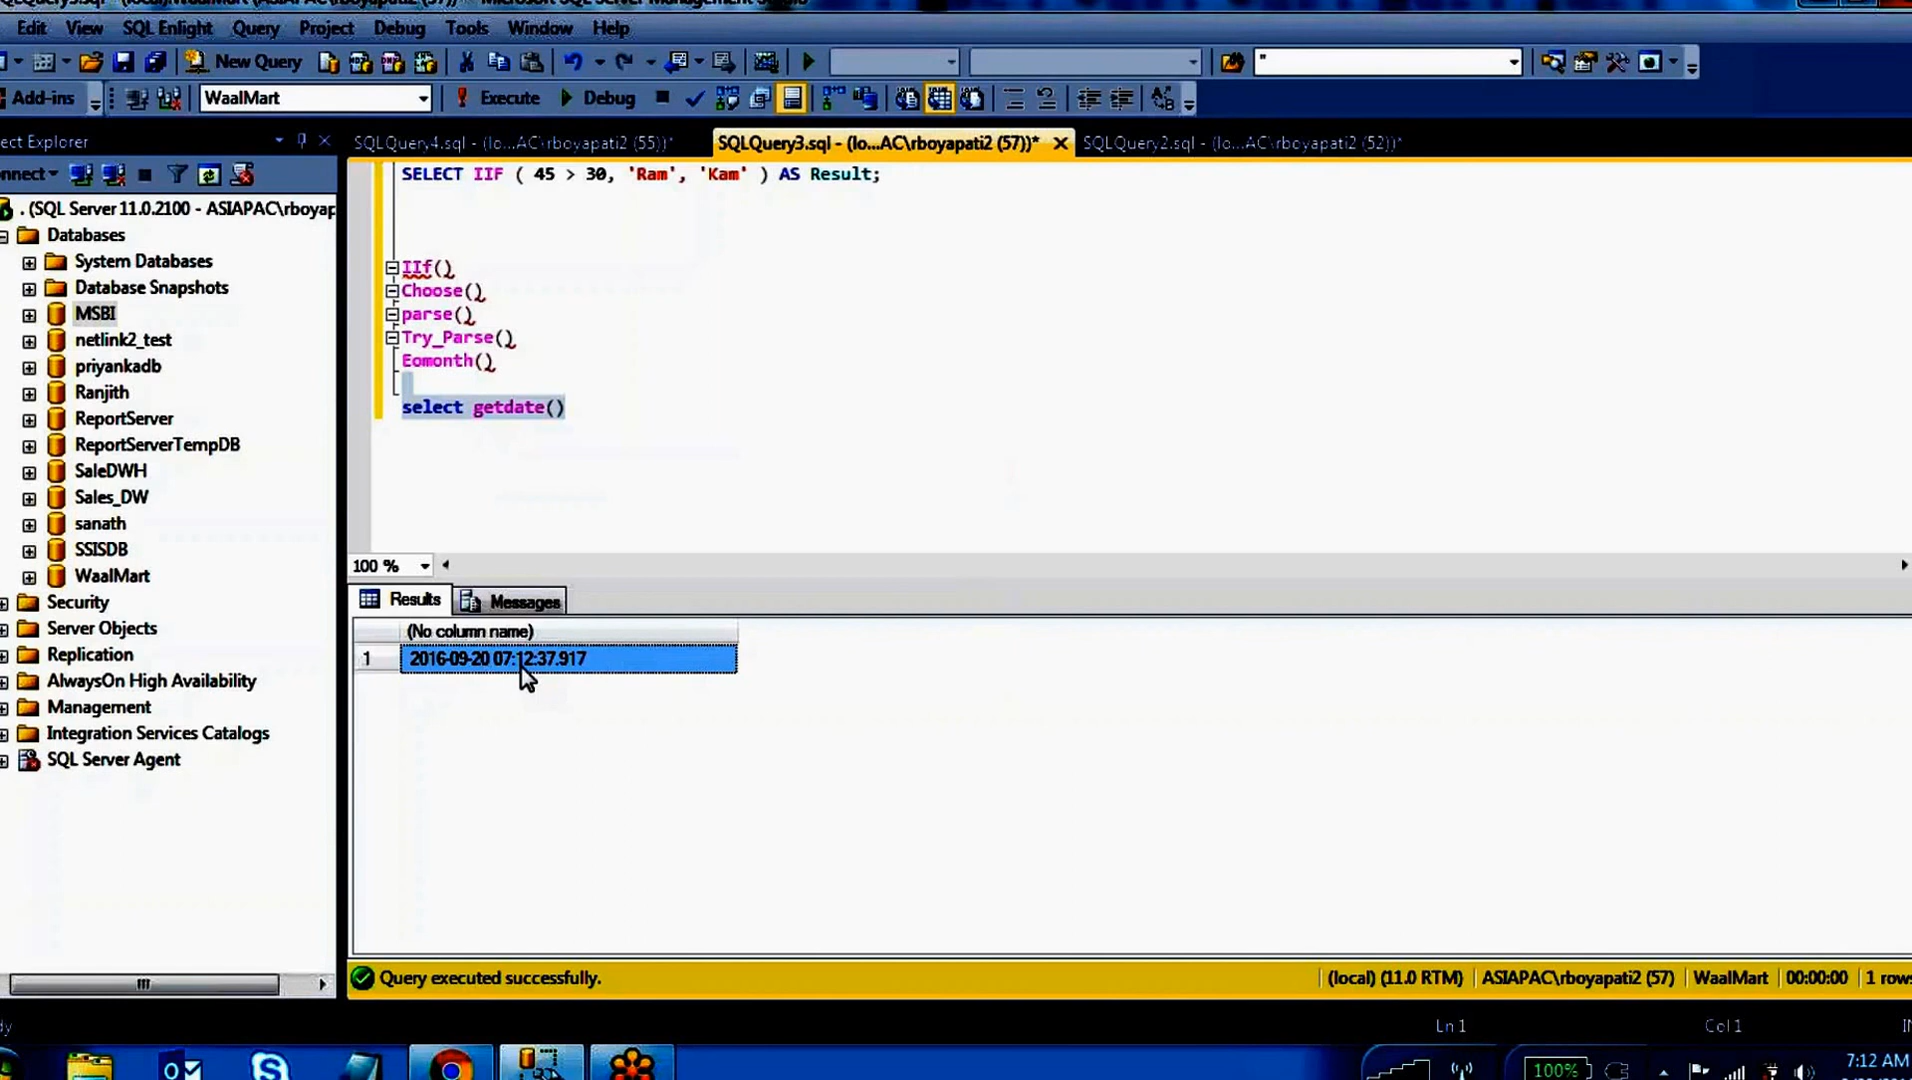 Edit View SQL Enlight Query Project Debug Tools Window Help
New Query "
Add-ins WaalMart Execute Debug
ect Explorer
SQLQuery4.sql - (lo...AC\rboyapati2 (55))* SQLQuery3.sql - (lo...AC\rboyapati2 (57))* SQLQuery2.sql - (lo...AC\rboyapati2 (52))*
nnect
. (SQL Server 11.0.2100 - ASIAPAC\rboyap
Databases
System Databases
Database Snapshots
MSBI
netlink2_test
priyankadb
Ranjith
ReportServer
ReportServerTempDB
SaleDWH
Sales_DW
sanath
SSISDB
WaalMart
Security
Server Objects
Replication
AlwaysOn High Availability
Management
Integration Services Catalogs
SQL Server Agent
SELECT IIF ( 45 > 30, 'Ram', 'Kam' ) AS Result;
IIf()
Choose()
parse()
Try_Parse()
Eomonth()
select getdate()
100 %
Results Messages
(No column name)
1 2016-09-20 07:12:37.917
Query executed successfully. (local) (11.0 RTM) ASIAPAC\rboyapati2 (57) WaalMart 00:00:00 1 rows
dy Ln 1 Col 1 IN
100% 7:12 AM